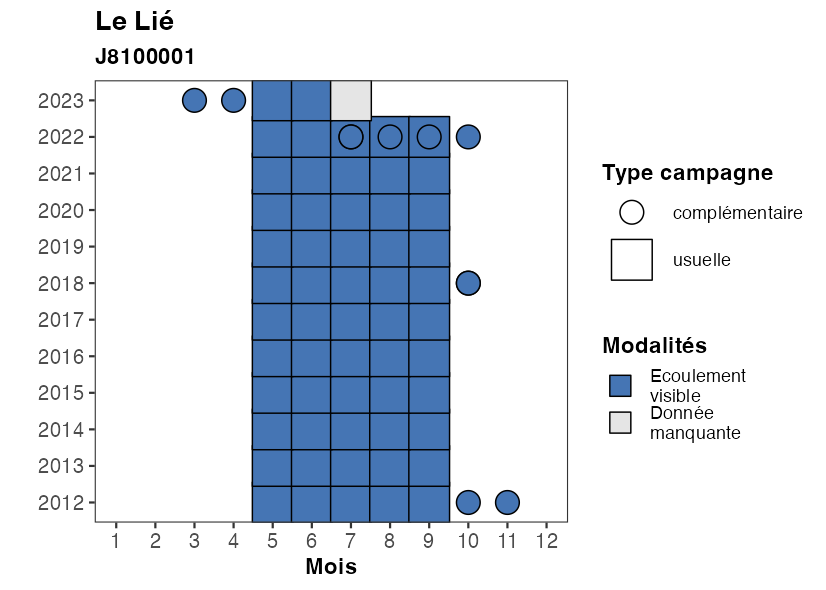 Le Lié
J8100001
2023
2022
2021
2020
2019
2018
2017
2016
2015
2014
2013
2012
1 2 3 4 5 6 7 8 9 10 11 12
Mois
Type campagne
complémentaire
usuelle
Modalités
Ecoulement
visible
Donnée
manquante